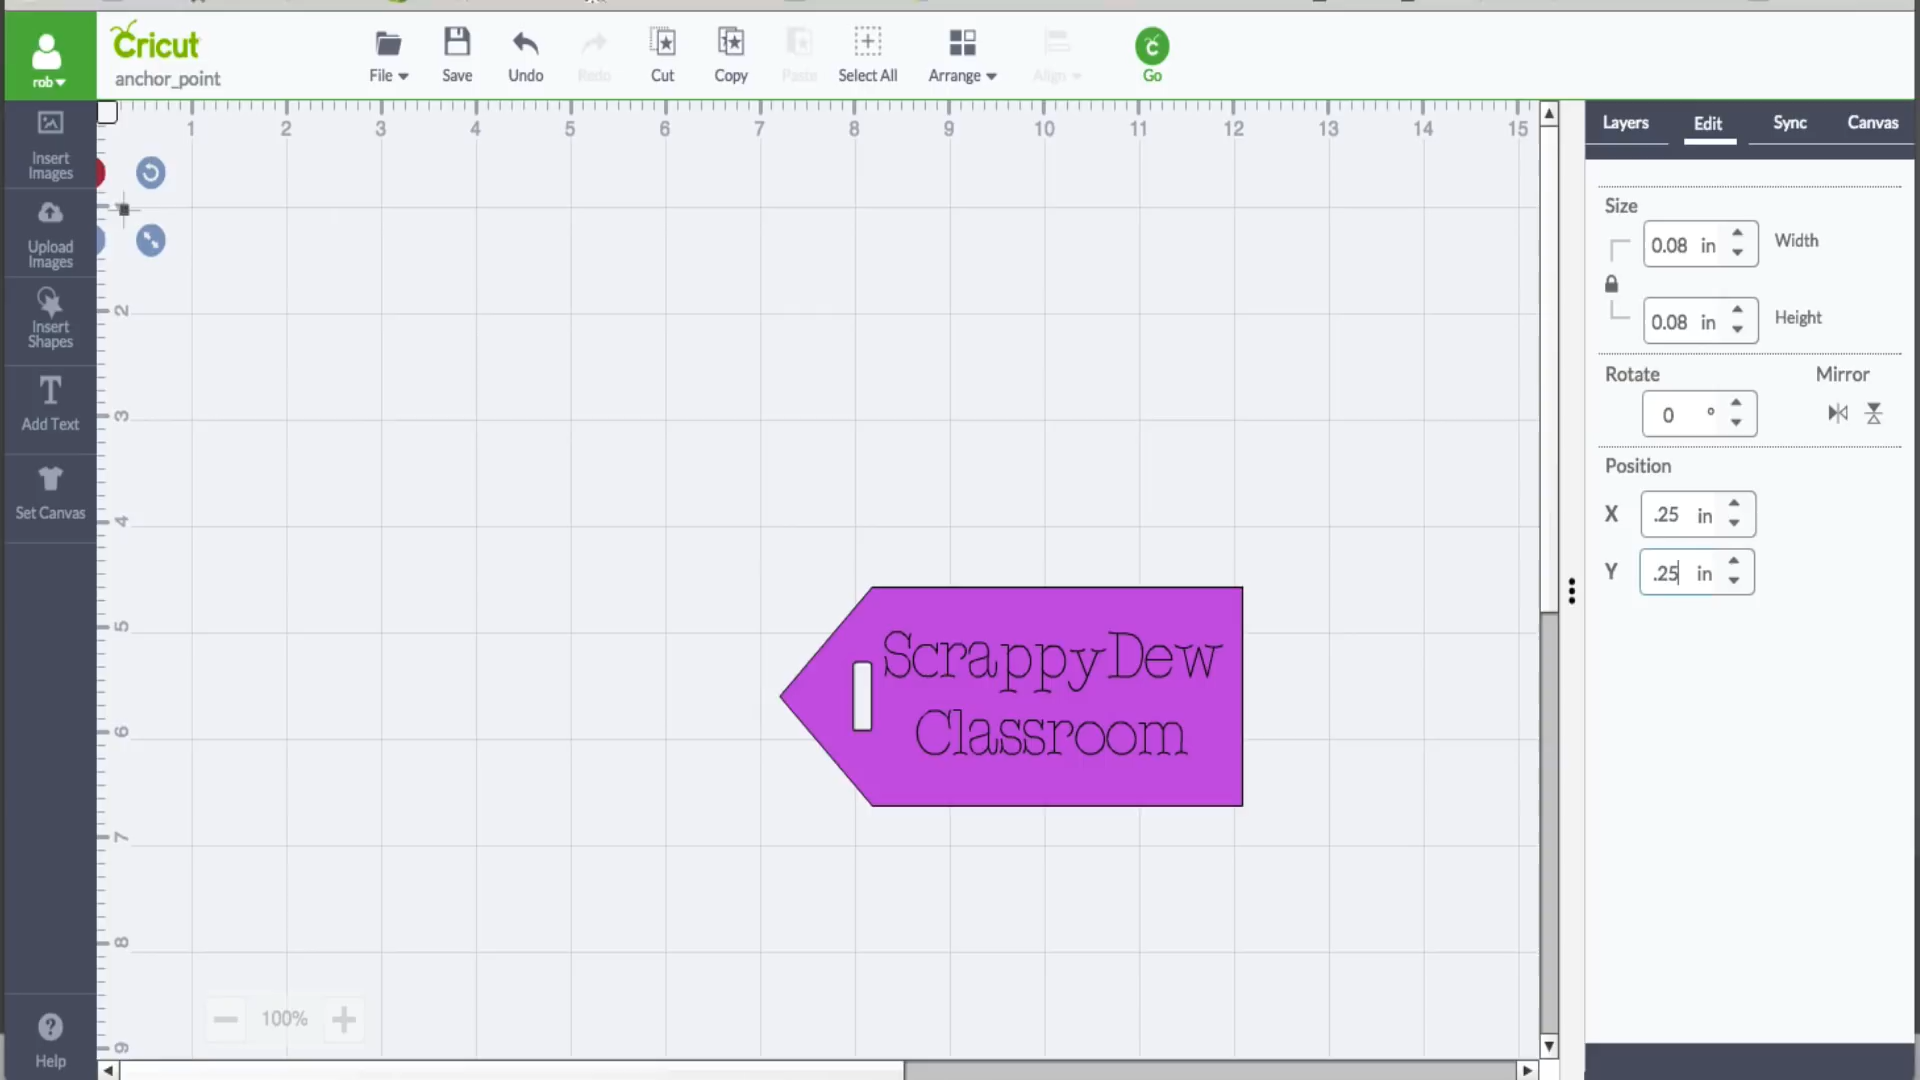 Cricut
anchor_point
rob
File
Save
Undo
Redo
Cut
Copy
Paste
Select All
Arrange
Align
Go
Layers
Edit
Sync
Canvas
1 2 3 4 5 6 7 8 9 10 11 12 13 14 15
2
3
4
5
6
7
8
9
Insert
Images
Upload
Images
Insert
Shapes
Add Text
Set Canvas
Help
Size
0.08 in
Width
0.08 in
Height
Rotate
Mirror
0 °
Position
X .25 in
Y .25 in
ScrappyDew
Classroom
100%